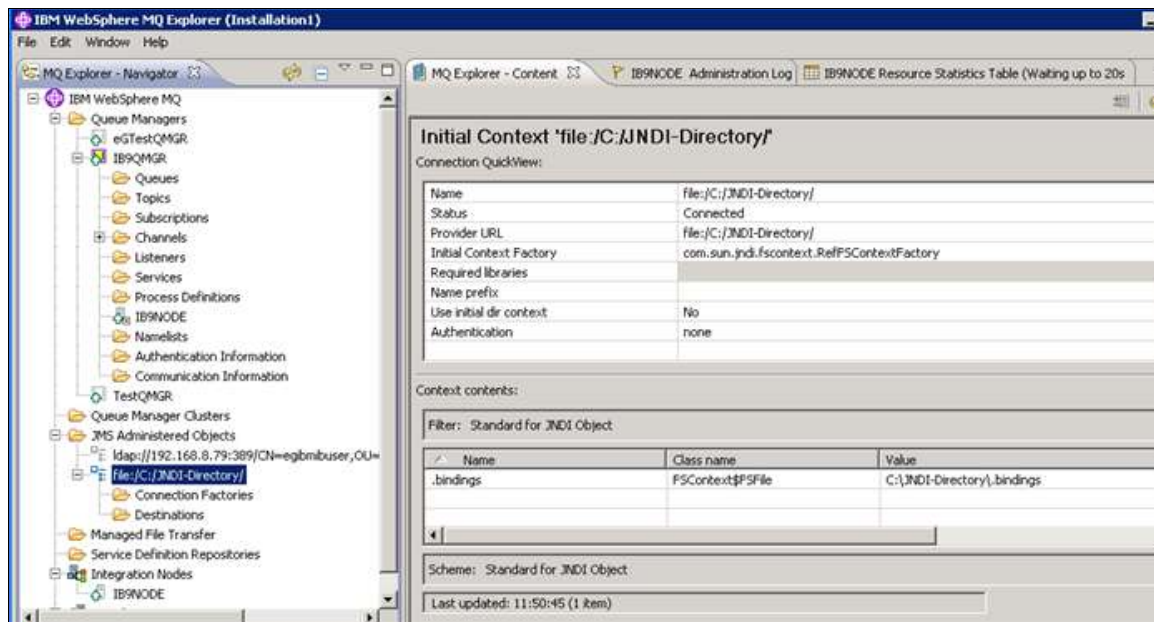 IBM WebSphere MQ Explorer (Installation1)
File Edit Window Help
MQ Explorer - Navigator
IBM WebSphere MQ
Queue Managers
eGTestQMGR
IB9QMGR
Queues
Topics
Subscriptions
Channels
Listeners
Services
Process Definitions
IB9NODE
Namelists
Authentication Information
Communication Information
TestQMGR
Queue Manager Clusters
JMS Administered Objects
ldap://192.168.8.79:389/CN=egibmibuser,OU=
file:/C:/JNDI-Directory/
Connection Factories
Destinations
Managed File Transfer
Service Definition Repositories
Integration Nodes
IB9NODE
MQ Explorer - Content IB9NODE Administration Log IB9NODE Resource Statistics Table (Waiting up to 20s
Initial Context 'file:/C:/JNDI-Directory/'
Connection QuickView:
Name file:/C:/JNDI-Directory/
Status Connected
Provider URL file:/C:/JNDI-Directory/
Initial Context Factory com.sun.jndi.fscontext.RefFSContextFactory
Required libraries
Name prefix
Use initial dir context No
Authentication none
Context contents:
Filter: Standard for JNDI Object
Name Class name Value
.bindings FSContext$FSFile C:\JNDI-Directory\.bindings
Scheme: Standard for JNDI Object
Last updated: 11:50:45 (1 item)